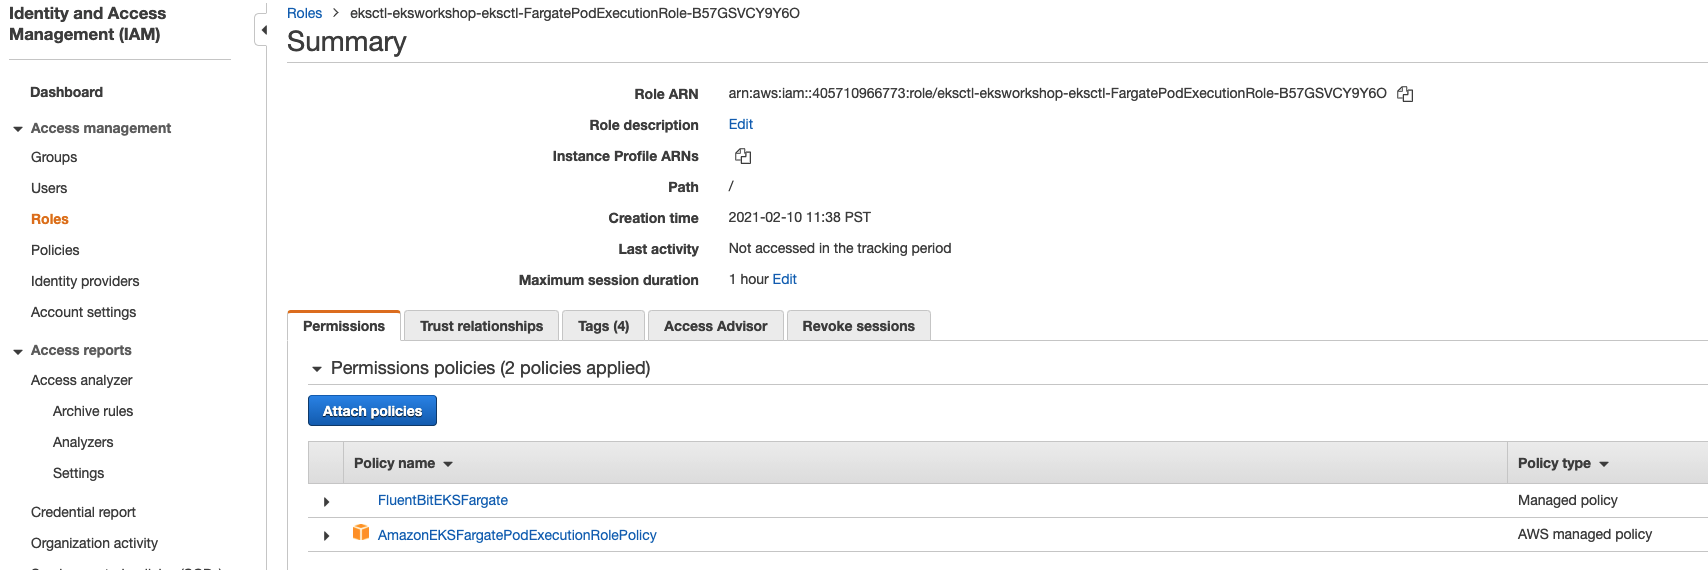 Identity and Access
Management (IAM)
Dashboard
Access management
Groups
Users
Roles
Policies
Identity providers
Account settings
Access reports
Access analyzer
Archive rules
Analyzers
Settings
Credential report
Organization activity
Roles > eksctl-eksworkshop-eksctl-FargatePodExecutionRole-B57GSVCY9Y6O
Summary
Role ARN arn:aws:iam::405710966773:role/eksctl-eksworkshop-eksctl-FargatePodExecutionRole-B57GSVCY9Y6O
Role description Edit
Instance Profile ARNs
Path /
Creation time 2021-02-10 11:38 PST
Last activity Not accessed in the tracking period
Maximum session duration 1 hour Edit
Permissions Trust relationships Tags (4) Access Advisor Revoke sessions
Permissions policies (2 policies applied)
Attach policies
Policy name Policy type
FluentBitEKSFargate Managed policy
AmazonEKSFargatePodExecutionRolePolicy AWS managed policy